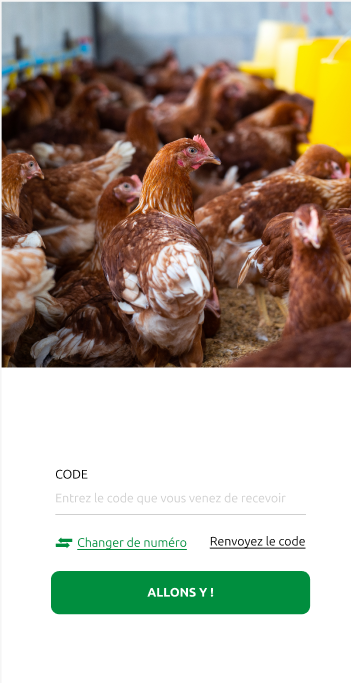 CODE
Entrez le code que vous venez de recevoir
Changer de numéro Renvoyez le code
ALLONS Y !